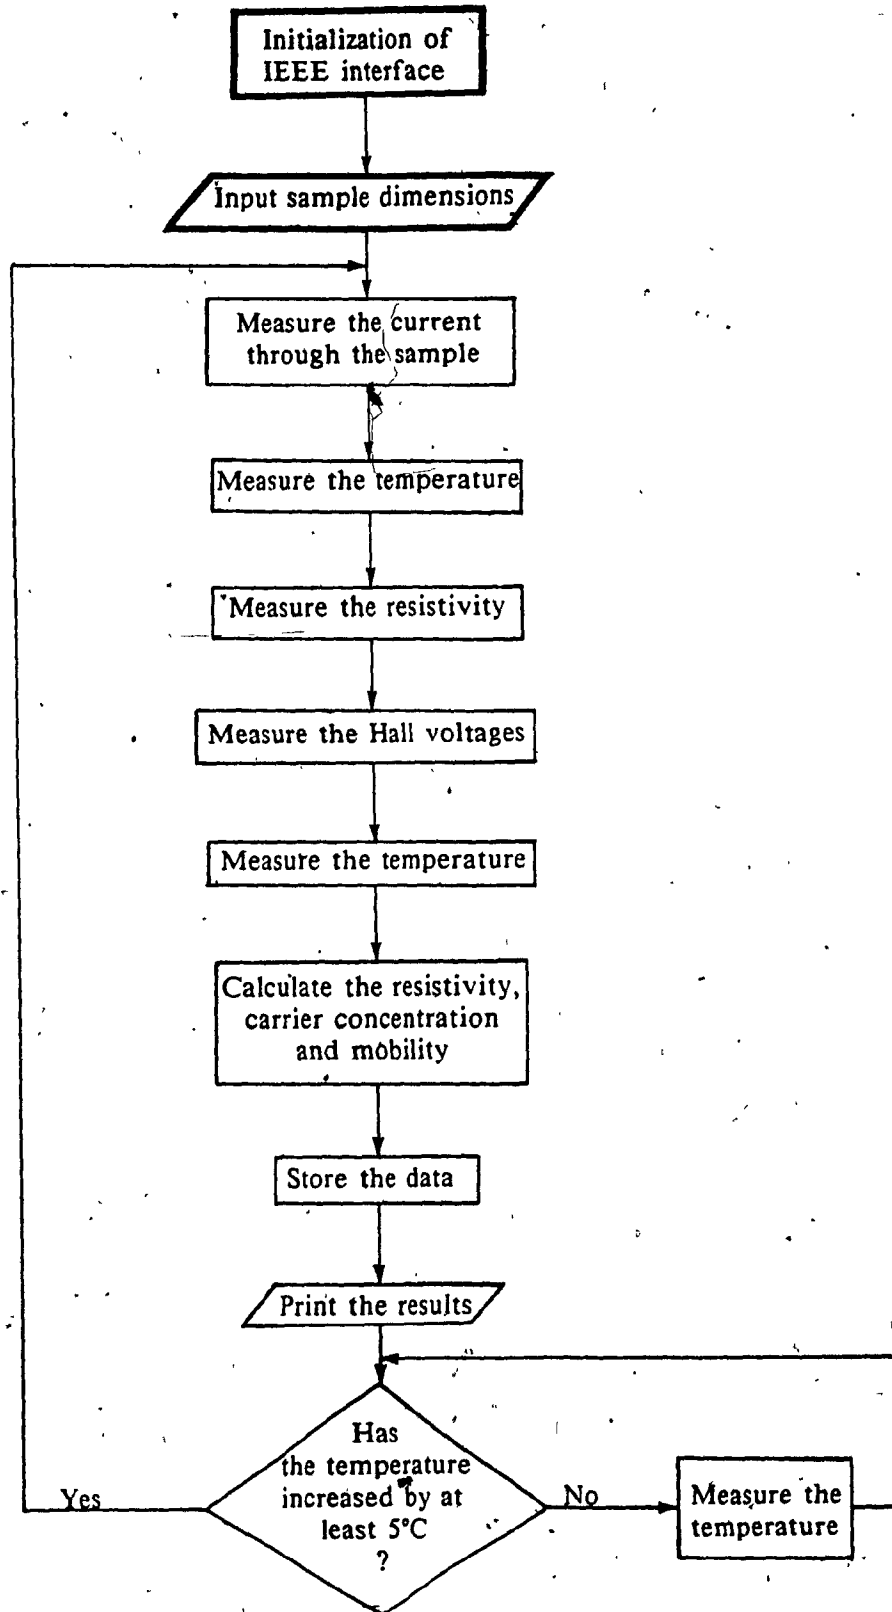 Initialization of
IEEE interface
Input sample dimensions
Measure the current
through the sample
Measure the temperature
Measure the resistivity
Measure the Hall voltages
Measure the temperature
Calculate the resistivity,
carrier concentration
and mobility
Store the data
Print the results
Has
the temperature
increased by at
least 5°C
?
Yes
No
Measure the
temperature